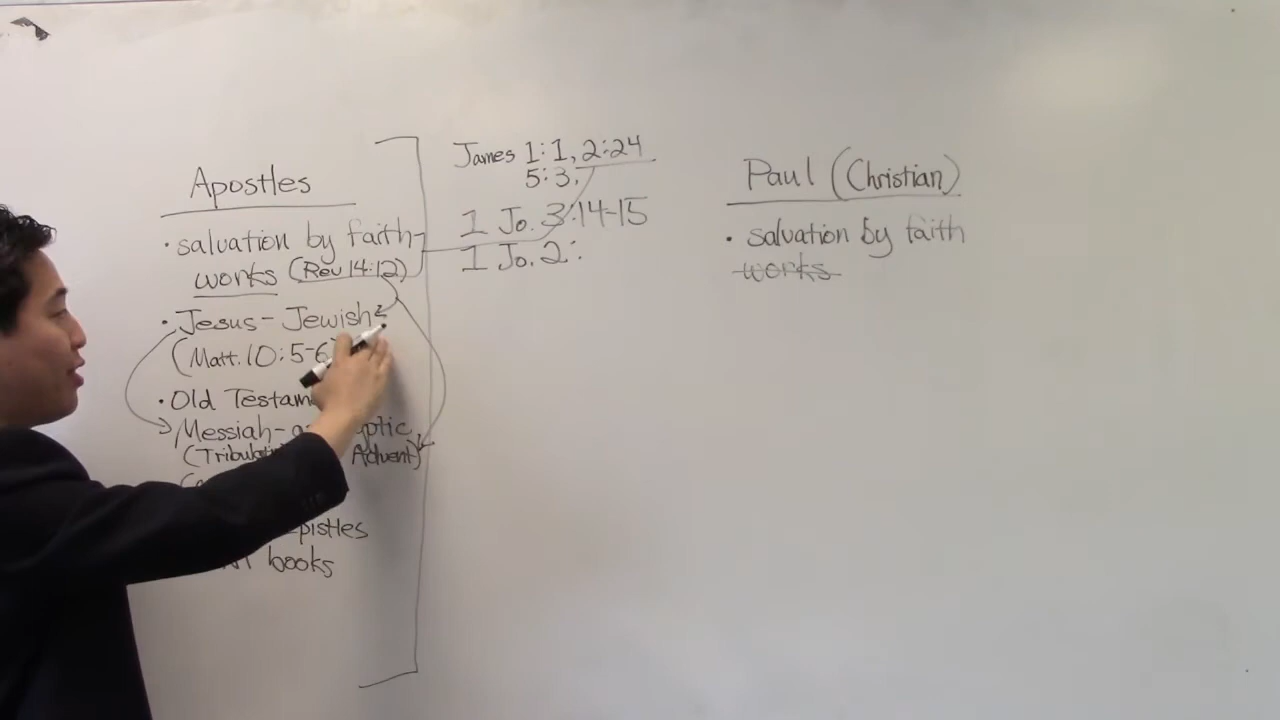 Apostles
• salvation by faith
works (Rev 14:12)
• Jesus - Jewish
(Matt. 10:5-6
• Old Testam
Messiah -
(Tribulati Advent)
pistles
books
James 1:1, 2:24
5:3,
1 Jo. 3:14-15
1 Jo. 2:
Paul (Christian)
• salvation by faith
works